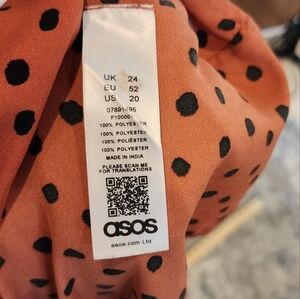 UK 24
EU 52
US 20
F10000
100% POLYESTER
100% POLYESTER
100% POLIÉSTER
100% POLYESTER
MADE IN INDIA
PLEASE SCAN ME
FOR TRANSLATIONS
asos
asos.com Ltd